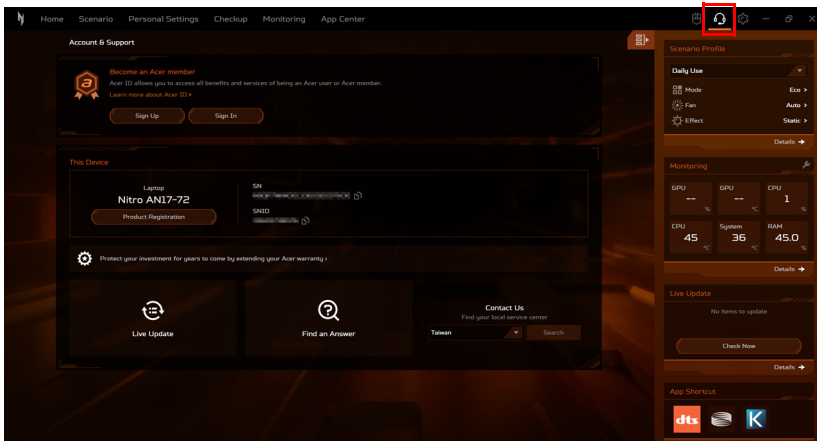 Home Scenario Personal Settings Checkup Monitoring App Center
Account & Support
Become an Acer member
Acer ID allows you to access all benefits and services of being an Acer user or Acer member.
Learn more about Acer ID >
Sign Up Sign In
This Device
Laptop
Nitro AN17-72
Product Registration
SN
SNID
Protect your investment for years to come by extending your Acer warranty >
Live Update
Find an Answer
Contact Us
Find your local service center
Taiwan Search
Scenario Profile
Daily Use
Mode Eco >
Fan Auto >
Effect Static >
Details →
Monitoring
GPU GPU CPU
-- % -- °C 1 %
CPU System RAM
45 °C 36 °C 45.0 %
Details →
Live Update
No items to update
Check Now
Details →
App Shortcut
dts K